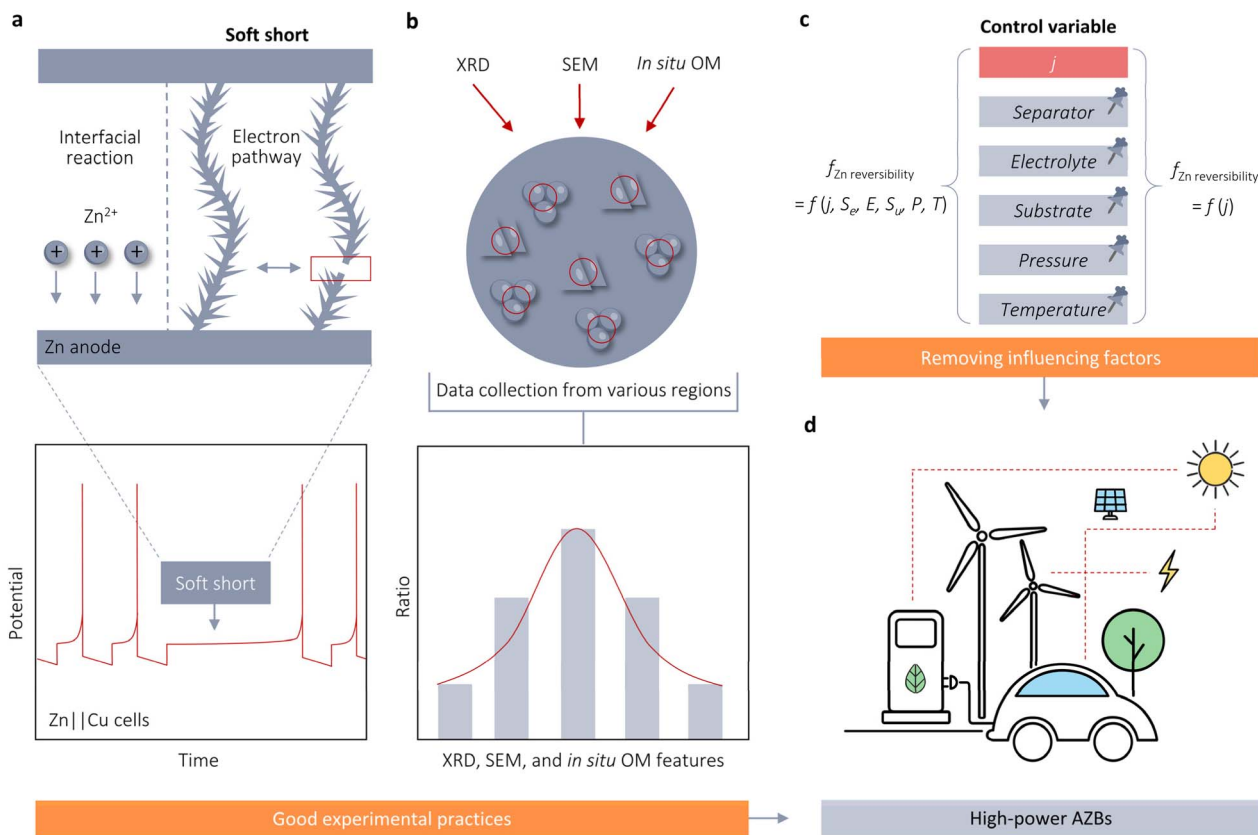 a
Soft short
Interfacial
reaction
Electron
pathway
Zn²⁺
+ + +
Zn anode
Potential
Soft short
Zn||Cu cells
Time
b
XRD
SEM
In situ OM
Data collection from various regions
Ratio
XRD, SEM, and in situ OM features
Good experimental practices
c
Control variable
j
Separator
Electrolyte
Substrate
Pressure
Temperature
f Zn reversibility
= f (j, Sₑ, E, Sᵤ, P, T)
f Zn reversibility
= f (j)
Removing influencing factors
d
High-power AZBs